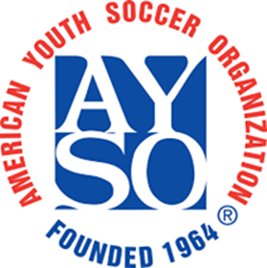 AMERICAN YOUTH SOCCER ORGANIZATION
AY
SO
FOUNDED 1964
®